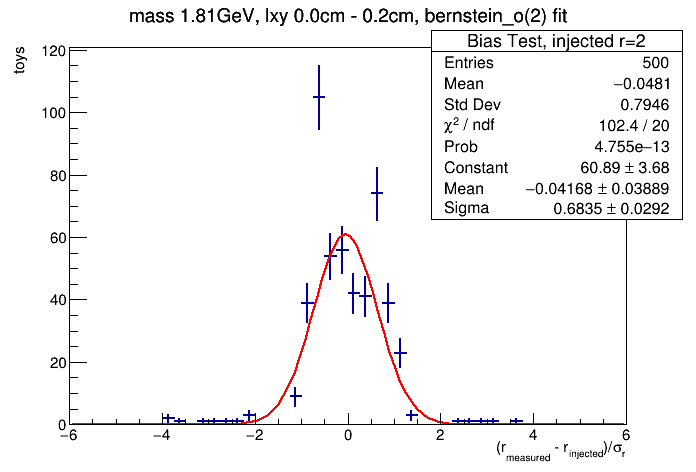 mass 1.81GeV, lxy 0.0cm - 0.2cm, bernstein_o(2) fit
Bias Test, injected r=2
Entries 500
Mean −0.0481
Std Dev 0.7946
χ² / ndf 102.4 / 20
Prob 4.755e−13
Constant 60.89 ± 3.68
Mean −0.04168 ± 0.03889
Sigma 0.6835 ± 0.0292
toys
120
100
80
60
40
20
0
−6 −4 −2 0 2 4 6
(r_measured - r_injected)/σ_r